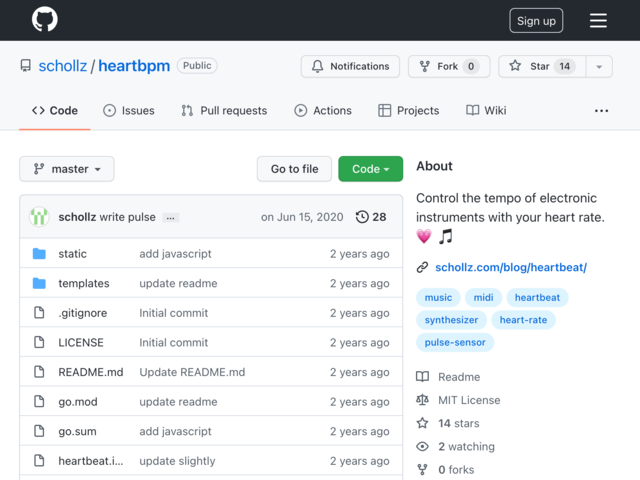 Sign up
schollz / heartbpm Public
Notifications
Fork 0
Star 14
Code
Issues
Pull requests
Actions
Projects
Wiki
...
master
Go to file
Code
About
schollz write pulse ... on Jun 15, 2020 28
static add javascript 2 years ago
templates update readme 2 years ago
.gitignore Initial commit 2 years ago
LICENSE Initial commit 2 years ago
README.md Update README.md 2 years ago
go.mod update readme 2 years ago
go.sum add javascript 2 years ago
heartbeat.i... update slightly 2 years ago
Control the tempo of electronic
instruments with your heart rate.
💗 🎵
schollz.com/blog/heartbeat/
music midi heartbeat
synthesizer heart-rate
pulse-sensor
Readme
MIT License
14 stars
2 watching
0 forks